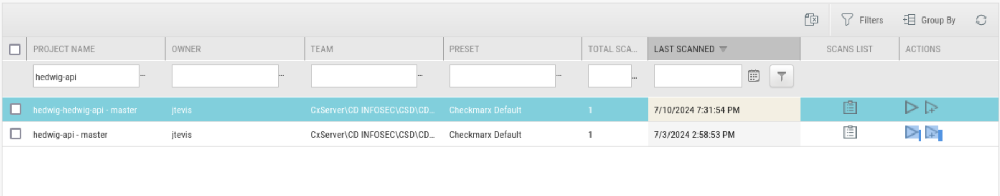 Filters Group By
PROJECT NAME OWNER TEAM PRESET TOTAL SCA... LAST SCANNED SCANS LIST ACTIONS
hedwig-api ... ... ... ... ...
hedwig-hedwig-api - master jtevis CxServer\CD INFOSEC\CSD\CD... Checkmarx Default 1 7/10/2024 7:31:54 PM
hedwig-api - master jtevis CxServer\CD INFOSEC\CSD\CD... Checkmarx Default 1 7/3/2024 2:58:53 PM